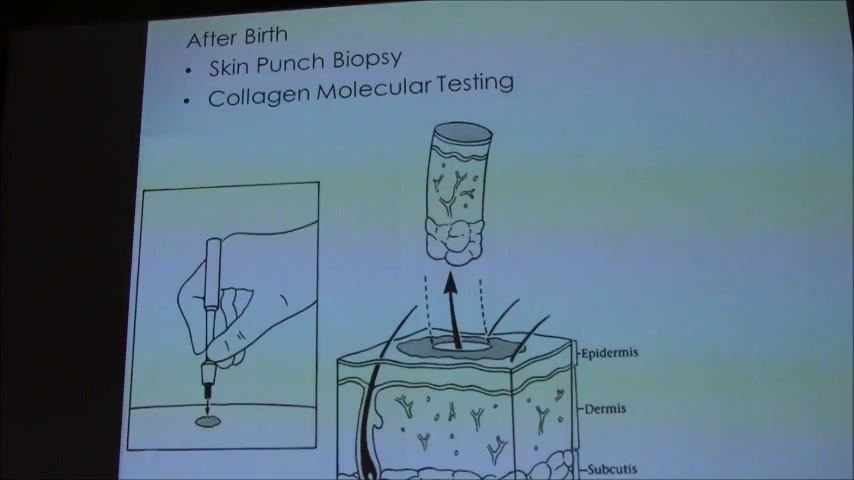 After Birth
• Skin Punch Biopsy
• Collagen Molecular Testing
Epidermis
Dermis
Subcutis